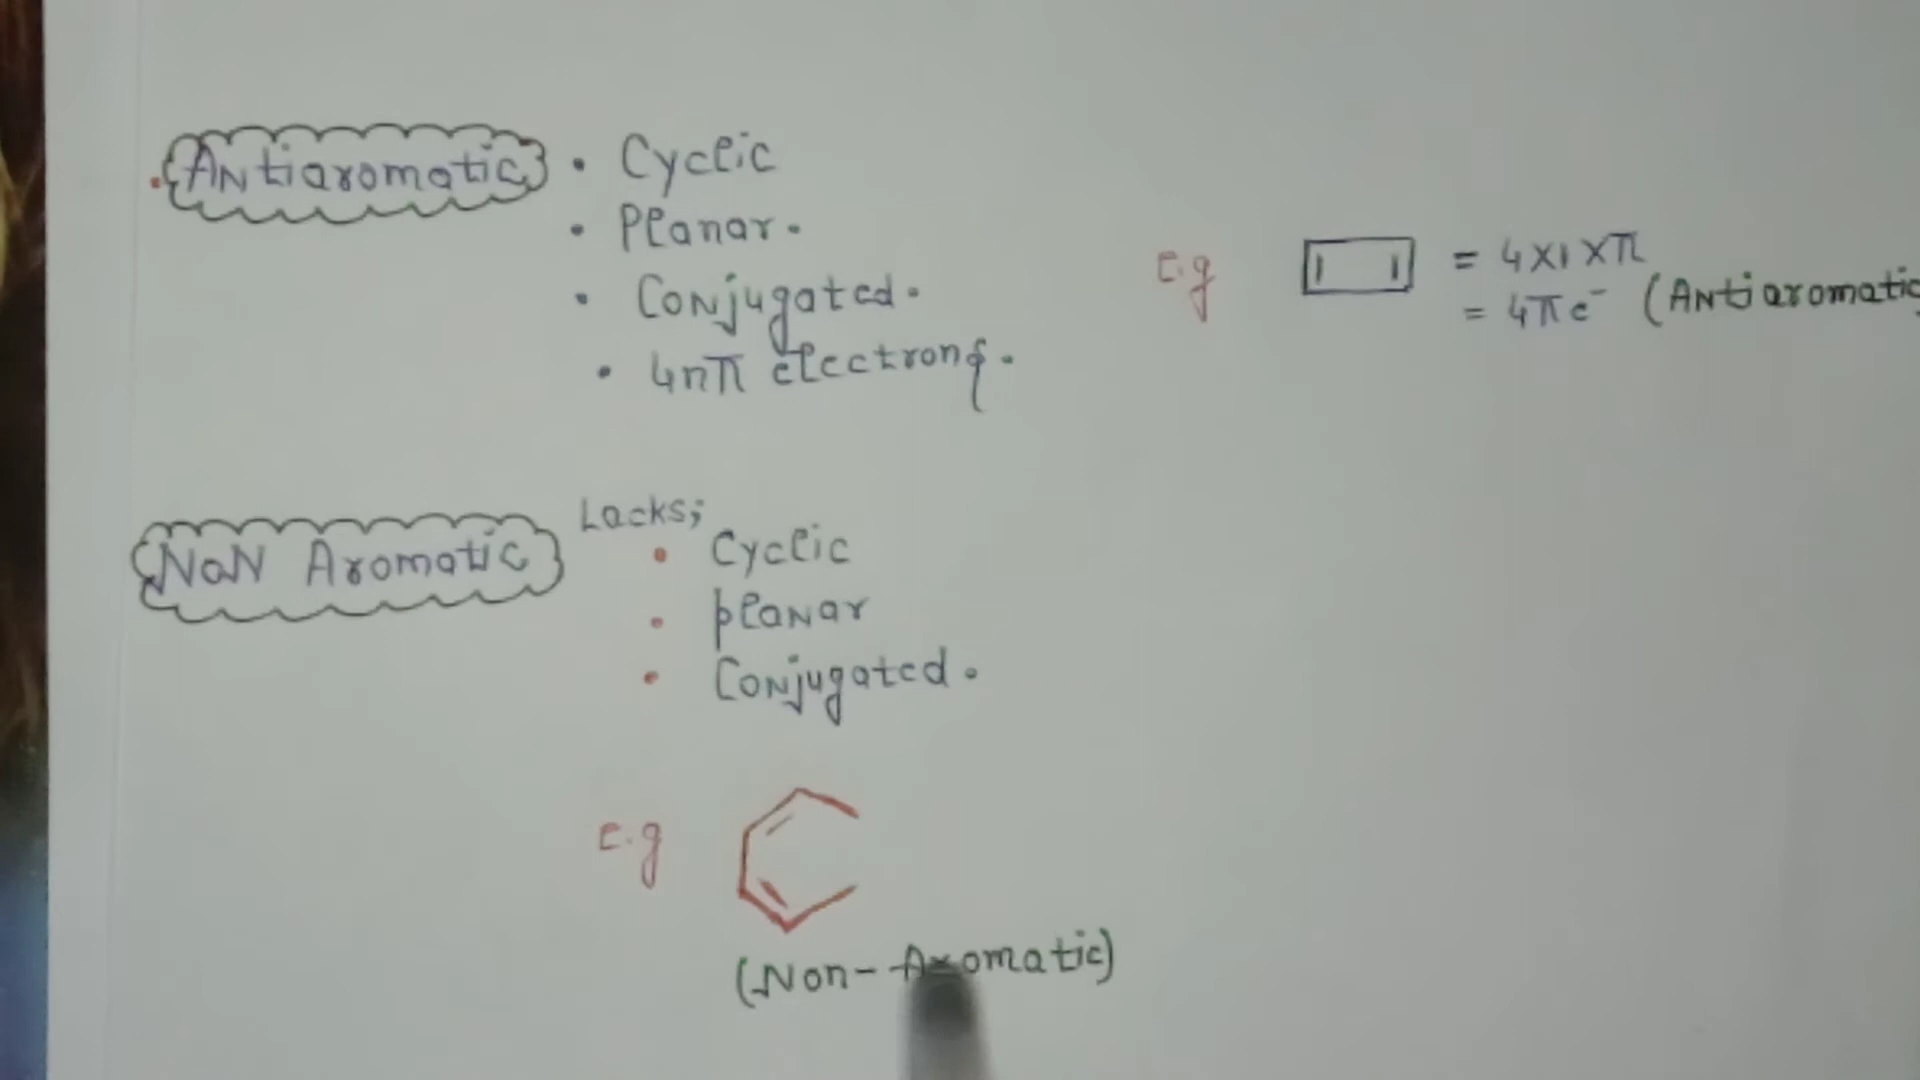 Antiaromatic
• Cyclic
• Planar.
• Conjugated.
• 4nπ electrons.
E.g
= 4×1×π
= 4πe⁻ (Antiaromatic
Non Aromatic
Lacks;
• Cyclic
• planar
• Conjugated.
E.g
(Non-Aromatic)